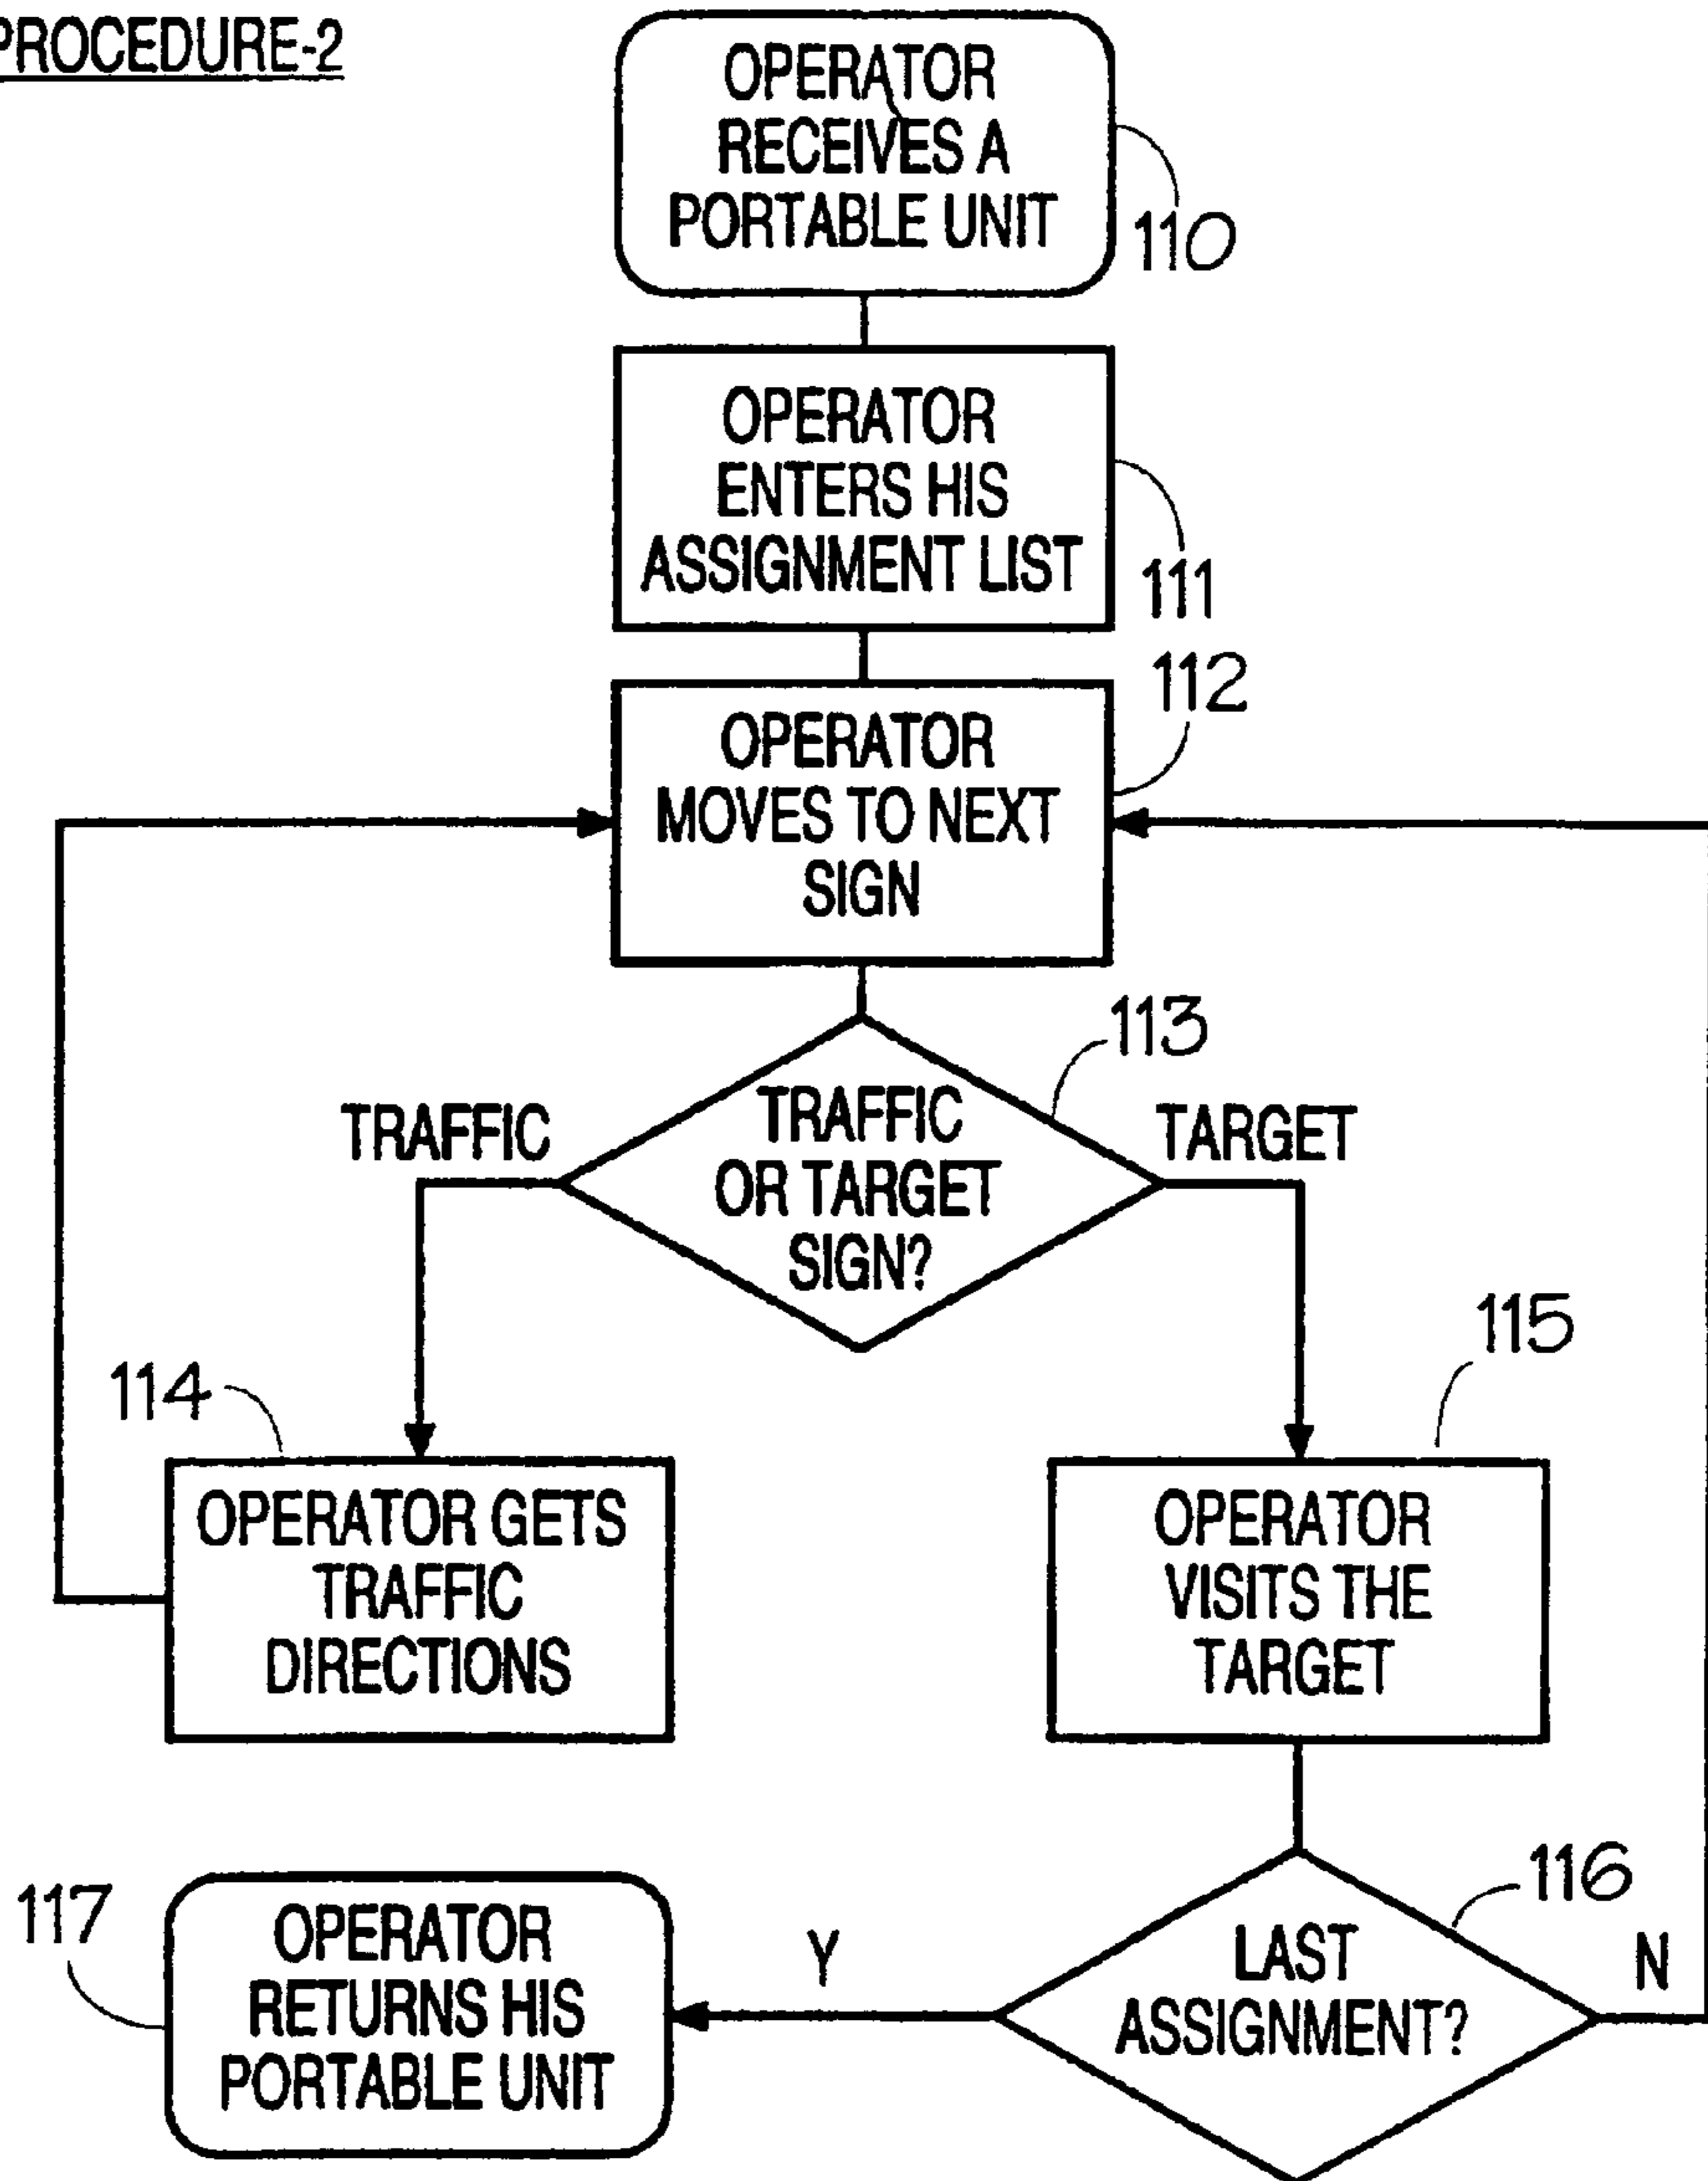 PROCEDURE-2
OPERATOR
RECEIVES A
PORTABLE UNIT
110
OPERATOR
ENTERS HIS
ASSIGNMENT LIST
111
112
OPERATOR
MOVES TO NEXT
SIGN
113
TRAFFIC
TRAFFIC
OR TARGET
SIGN?
TARGET
114
115
OPERATOR GETS
TRAFFIC
DIRECTIONS
OPERATOR
VISITS THE
TARGET
116
117
OPERATOR
RETURNS HIS
PORTABLE UNIT
Y
LAST
ASSIGNMENT?
N